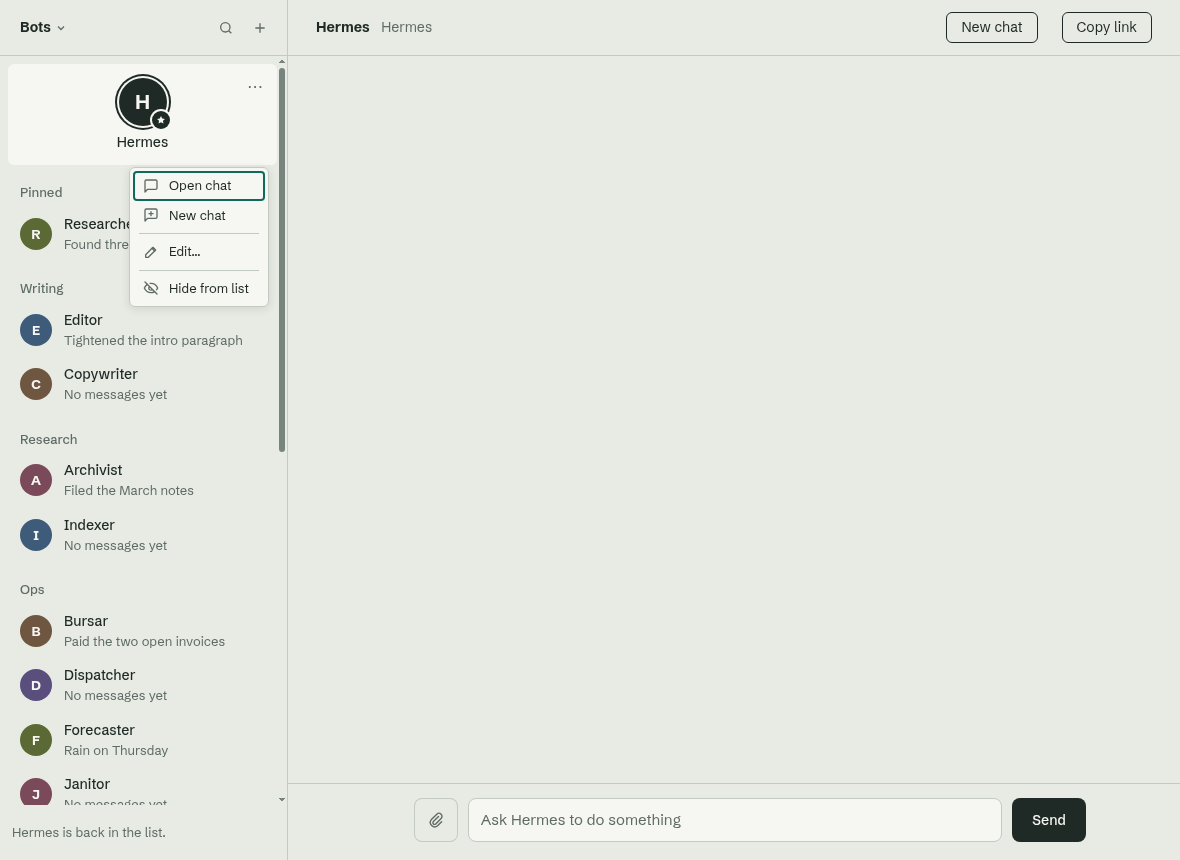 Bots
Hermes Hermes
New chat
Copy link
H
Hermes
Open chat
New chat
Edit...
Hide from list
Pinned
R
Found
Writing
E
Editor
Tightened the intro paragraph
C
Copywriter
No messages yet
Research
A
Archivist
Filed the March notes
I
Indexer
No messages yet
Ops
B
Bursar
Paid the two open invoices
D
Dispatcher
No messages yet
F
Forecaster
Rain on Thursday
J
Janitor
No messages yet
Hermes is back in the list.
Ask Hermes to do something
Send